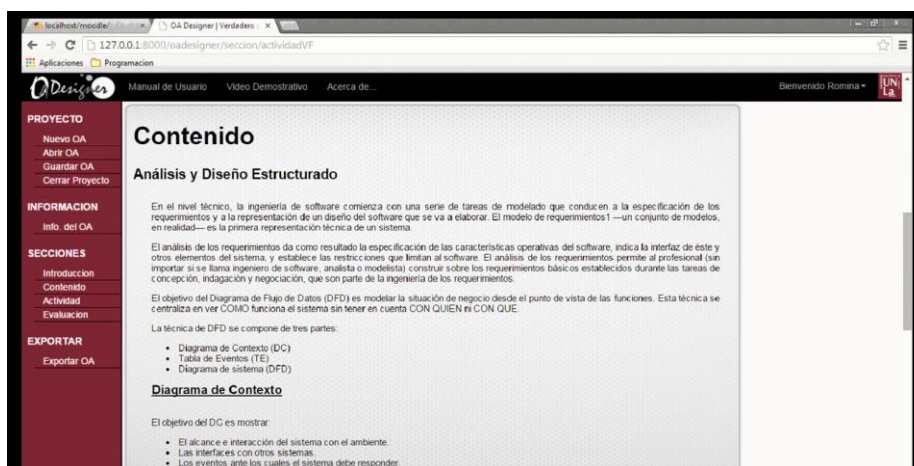 localhost/moodle/
OA Designer | Verdadero
127.0.0.1:8000/oadesigner/seccion/actividadVF
Aplicaciones Programacion
OADesigner Manual de Usuario Video Demostrativo Acerca de... Bienvenido Romina UNLa
PROYECTO
Nuevo OA
Abrir OA
Guardar OA
Cerrar Proyecto
INFORMACION
Info. del OA
SECCIONES
Introduccion
Contenido
Actividad
Evaluacion
EXPORTAR
Exportar OA
Contenido
Análisis y Diseño Estructurado
En el nivel técnico, la ingeniería de software comienza con una serie de tareas de modelado que conducen a la especificación de los
requerimientos y a la representación de un diseño del software que se va a elaborar. El modelo de requerimientos1 —un conjunto de modelos,
en realidad— es la primera representación técnica de un sistema.
El análisis de los requerimientos da como resultado la especificación de las características operativas del software, indica la interfaz de éste y
otros elementos del sistema, y establece las restricciones que limitan al software. El análisis de los requerimientos permite al profesional (sin
importar si se llama ingeniero de software, analista o modelista) construir sobre los requerimientos básicos establecidos durante las tareas de
concepción, indagación y negociación, que son parte de la ingeniería de los requerimientos.
El objetivo del Diagrama de Flujo de Datos (DFD) es modelar la situación de negocio desde el punto de vista de las funciones. Esta técnica se
centraliza en ver COMO funciona el sistema sin tener en cuenta CON QUIEN ni CON QUE.
La técnica de DFD se compone de tres partes:
Diagrama de Contexto (DC)
Tabla de Eventos (TE)
Diagrama de sistema (DFD)
Diagrama de Contexto
El objetivo del DC es mostrar:
El alcance e interacción del sistema con el ambiente.
Las interfaces con otros sistemas.
Los eventos ante los cuales el sistema debe responder.